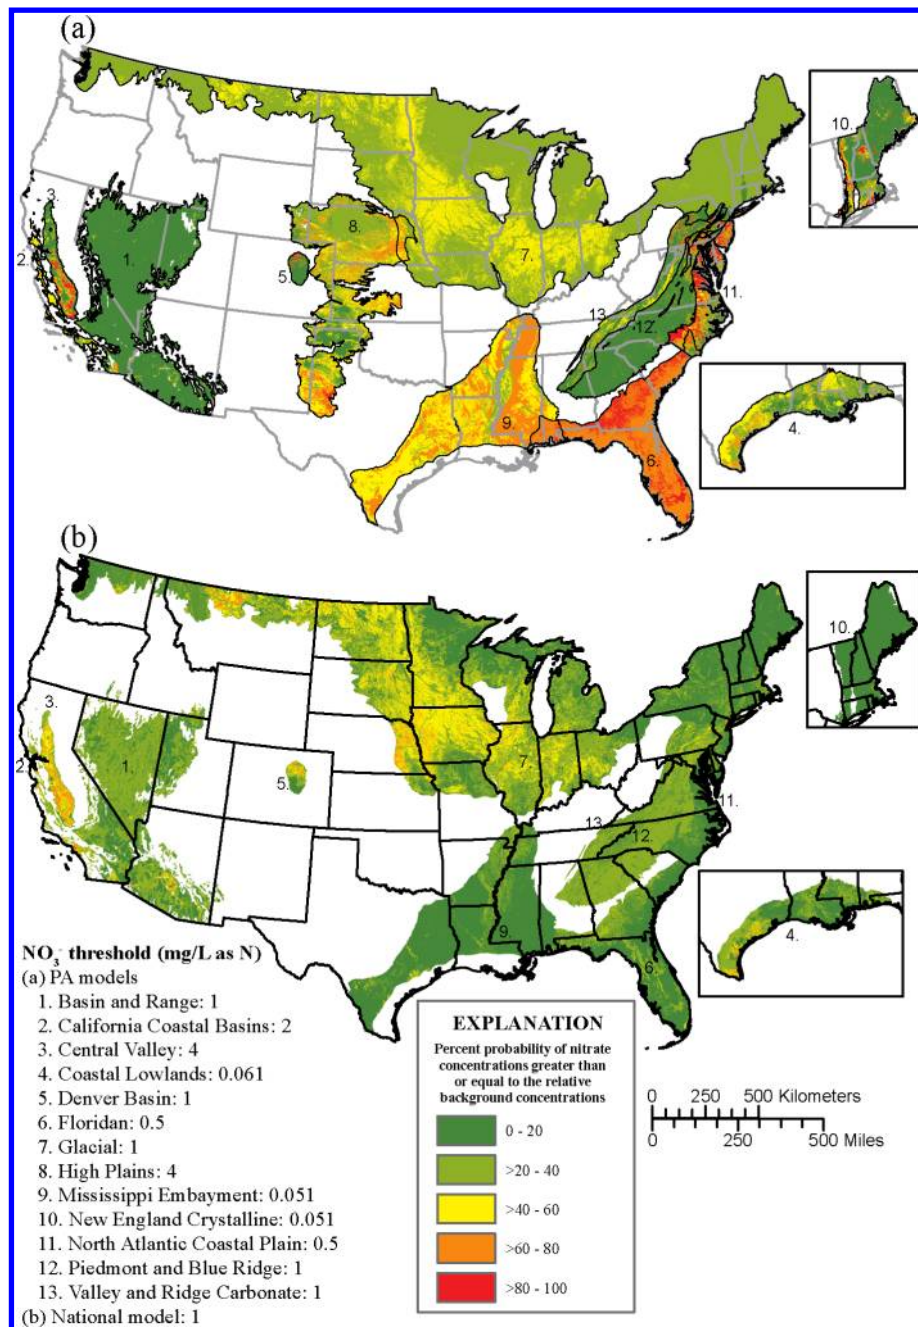 (a)
10.
3.
2.
1.
8.
5.
7.
13.
12.
11.
9.
6.
4.
(b)
10.
3.
2.
1.
5.
7.
13.
12.
11.
9.
6.
4.
NO₃⁻ threshold (mg/L as N)
(a) PA models
1. Basin and Range: 1
2. California Coastal Basins: 2
3. Central Valley: 4
4. Coastal Lowlands: 0.061
5. Denver Basin: 1
6. Floridan: 0.5
7. Glacial: 1
8. High Plains: 4
9. Mississippi Embayment: 0.051
10. New England Crystalline: 0.051
11. North Atlantic Coastal Plain: 0.5
12. Piedmont and Blue Ridge: 1
13. Valley and Ridge Carbonate: 1
(b) National model: 1
EXPLANATION
Percent probability of nitrate
concentrations greater than
or equal to the relative
background concentrations
0 - 20
>20 - 40
>40 - 60
>60 - 80
>80 - 100
0 250 500 Kilometers
0 250 500 Miles